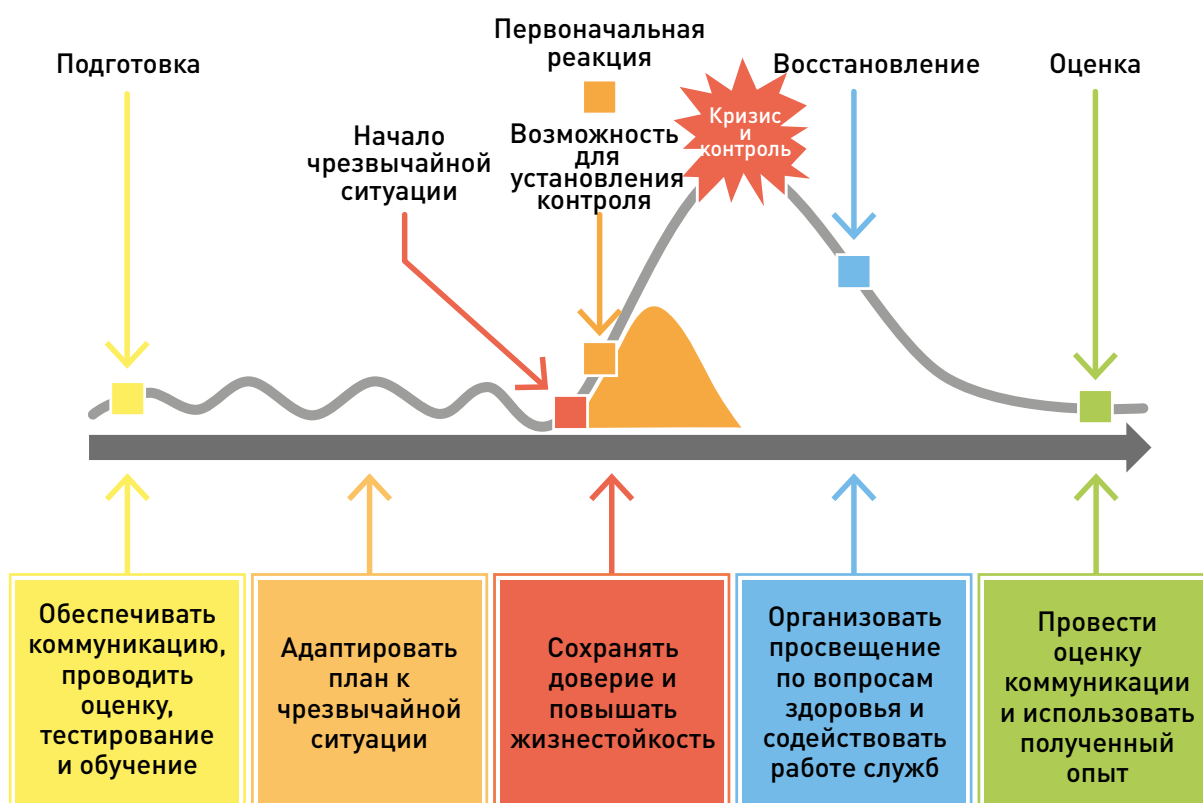 Подготовка
Первоначальная
реакция
Восстановление
Оценка
Начало
чрезвычайной
ситуации
Возможность
для
установления
контроля
Кризис
и
контроль
Обеспечивать
коммуникацию,
проводить
оценку,
тестирование
и обучение
Адаптировать
план к
чрезвычайной
ситуации
Сохранять
доверие и
повышать
жизнестойкость
Организовать
просвещение
по вопросам
здоровья и
содействовать
работе служб
Провести
оценку
коммуникации
и использовать
полученный
опыт